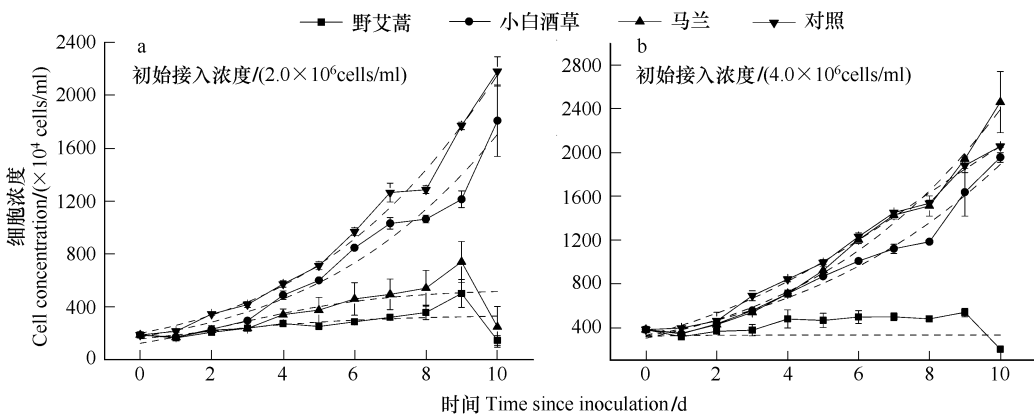 野艾蒿 小白酒草 马兰 对照
a
初始接入浓度/(2.0×10⁶cells/ml)
2400
2000
1600
1200
800
400
0
0 2 4 6 8 10
b
初始接入浓度/(4.0×10⁶cells/ml)
2800
2400
2000
1600
1200
800
400
0 2 4 6 8 10
细胞浓度
Cell concentration/(×10⁴ cells/ml)
时间 Time since inoculation/d